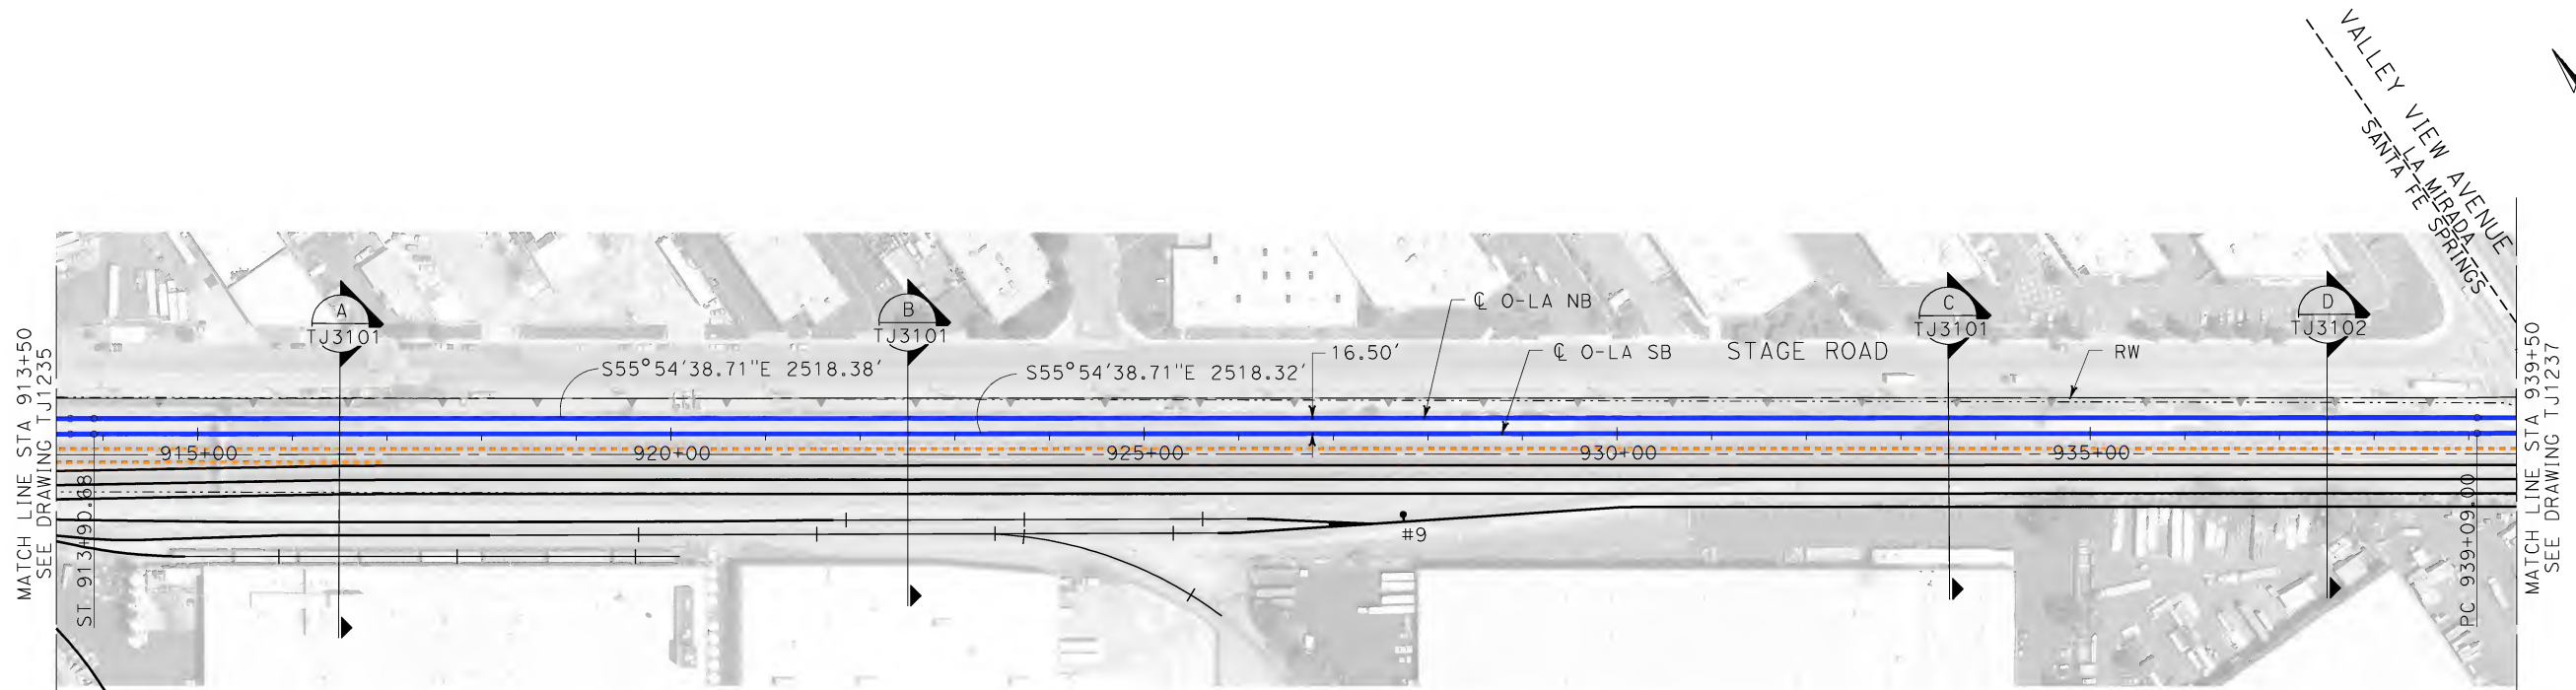 VALLEY VIEW AVENUE
LA MIRADA
SANTA FE SPRINGS
MATCH LINE STA 913+50
SEE DRAWING TJ1235
A
TJ3101
B
TJ3101
C
TJ3101
D
TJ3102
℄ O-LA NB
S55°54'38.71"E 2518.38'
S55°54'38.71"E 2518.32'
16.50'
℄ O-LA SB
STAGE ROAD
RW
915+00
920+00
925+00
930+00
935+00
ST 913+90.68
#9
PC 939+09.00
MATCH LINE STA 939+50
SEE DRAWING TJ1237